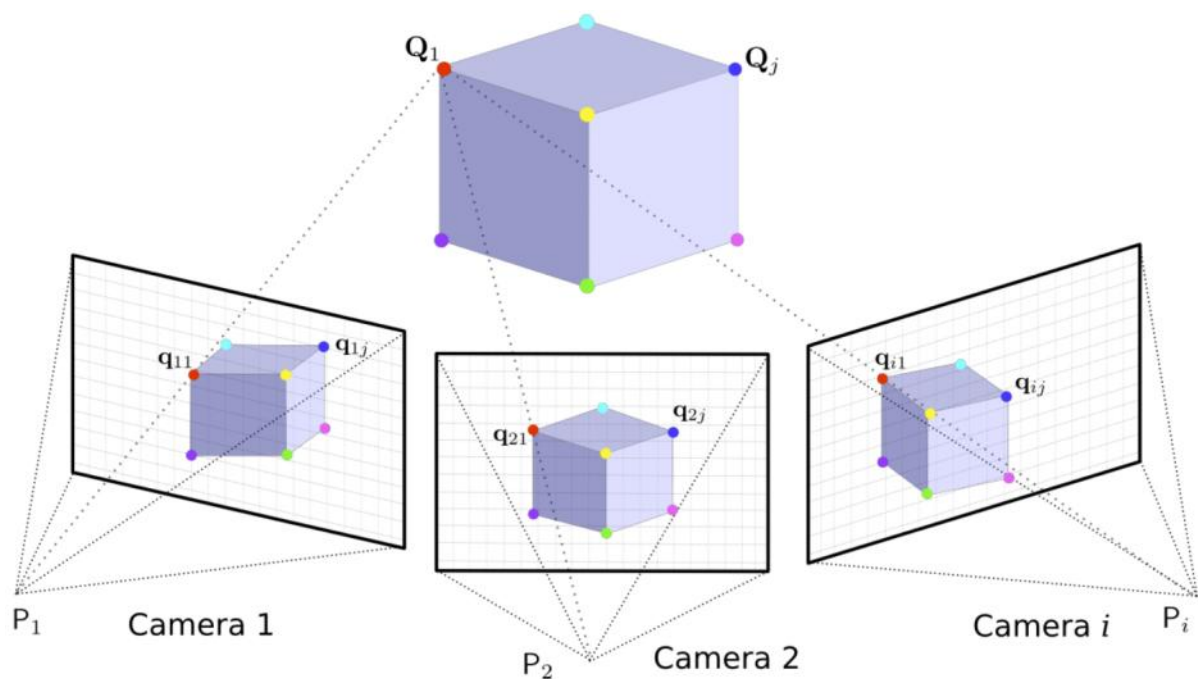 Q₁
Qⱼ
q₁₁
q₁ⱼ
q₂₁
q₂ⱼ
qᵢ₁
qᵢⱼ
P₁
Camera 1
P₂
Camera 2
Camera i
Pᵢ